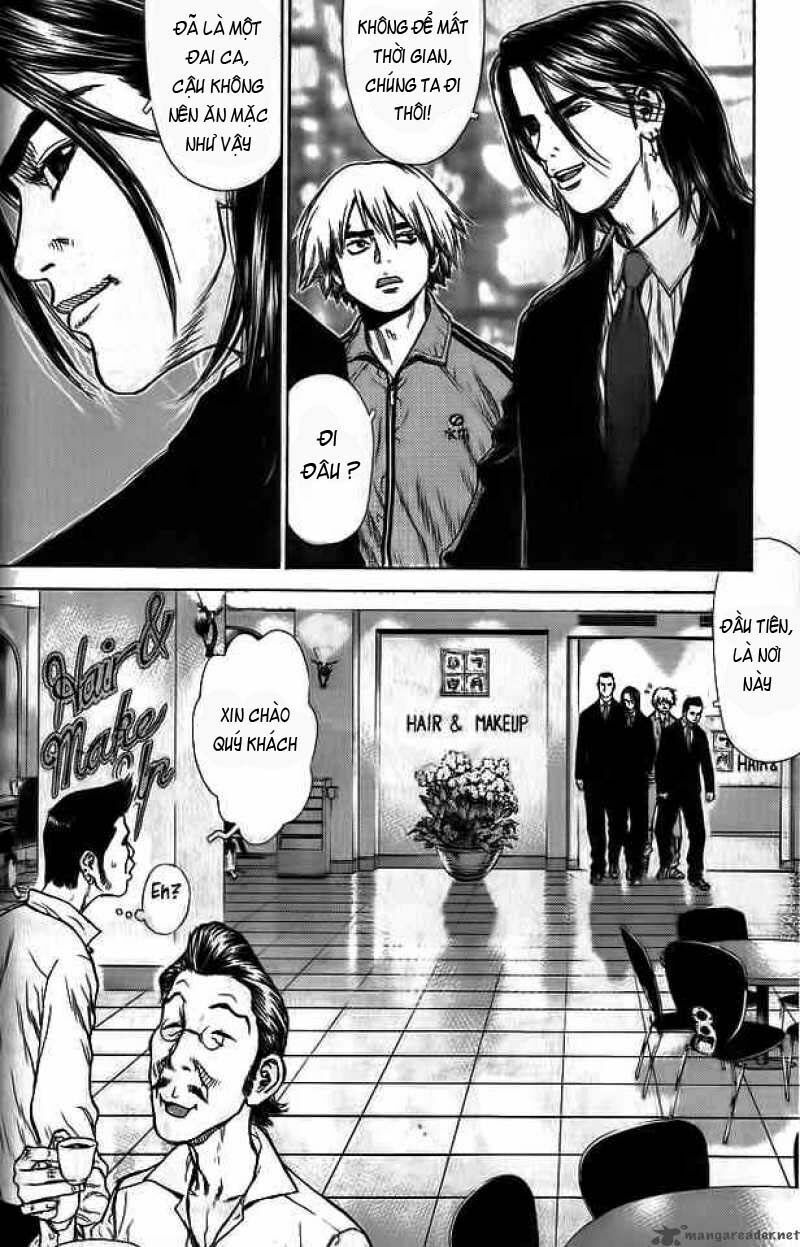 ĐÃ LÀ MỘT
ĐẠI CA,
CẬU KHÔNG
NÊN ĂN MẶC
NHƯ VẬY
KHÔNG ĐỂ MẤT
THỜI GIAN,
CHÚNG TA ĐI
THÔI!
ĐI
ĐÂU ?
ĐẦU TIÊN,
LÀ NƠI
NÀY
Hair &
Make
Up
XIN CHÀO
QUÝ KHÁCH
HAIR & MAKEUP
HAIR &
Eh?
mangareader.net